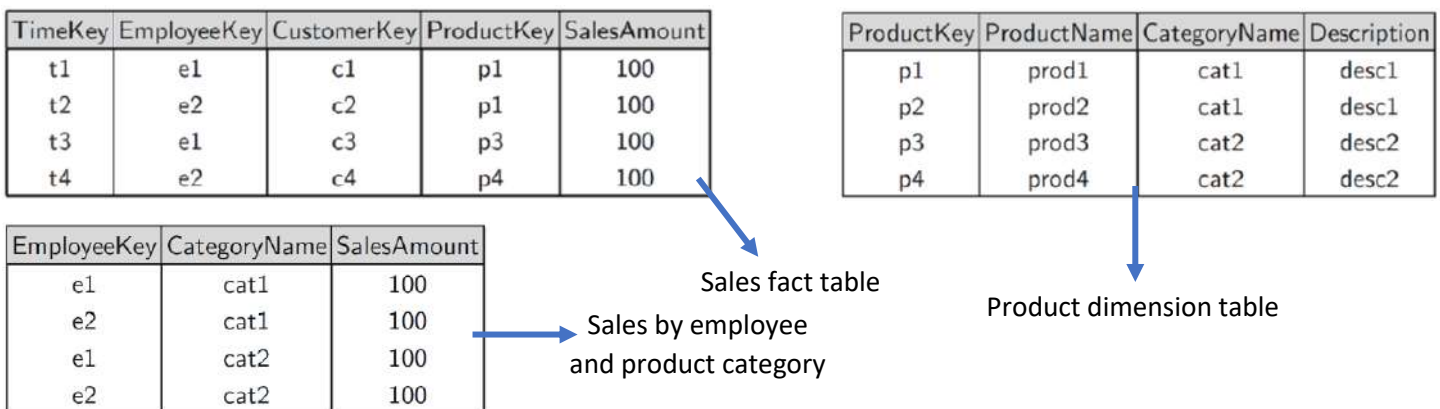 TimeKey EmployeeKey CustomerKey ProductKey SalesAmount
t1 e1 c1 p1 100
t2 e2 c2 p1 100
t3 e1 c3 p3 100
t4 e2 c4 p4 100
ProductKey ProductName CategoryName Description
p1 prod1 cat1 desc1
p2 prod2 cat1 desc1
p3 prod3 cat2 desc2
p4 prod4 cat2 desc2
EmployeeKey CategoryName SalesAmount
e1 cat1 100
e2 cat1 100
e1 cat2 100
e2 cat2 100
Sales fact table
Sales by employee
and product category
Product dimension table